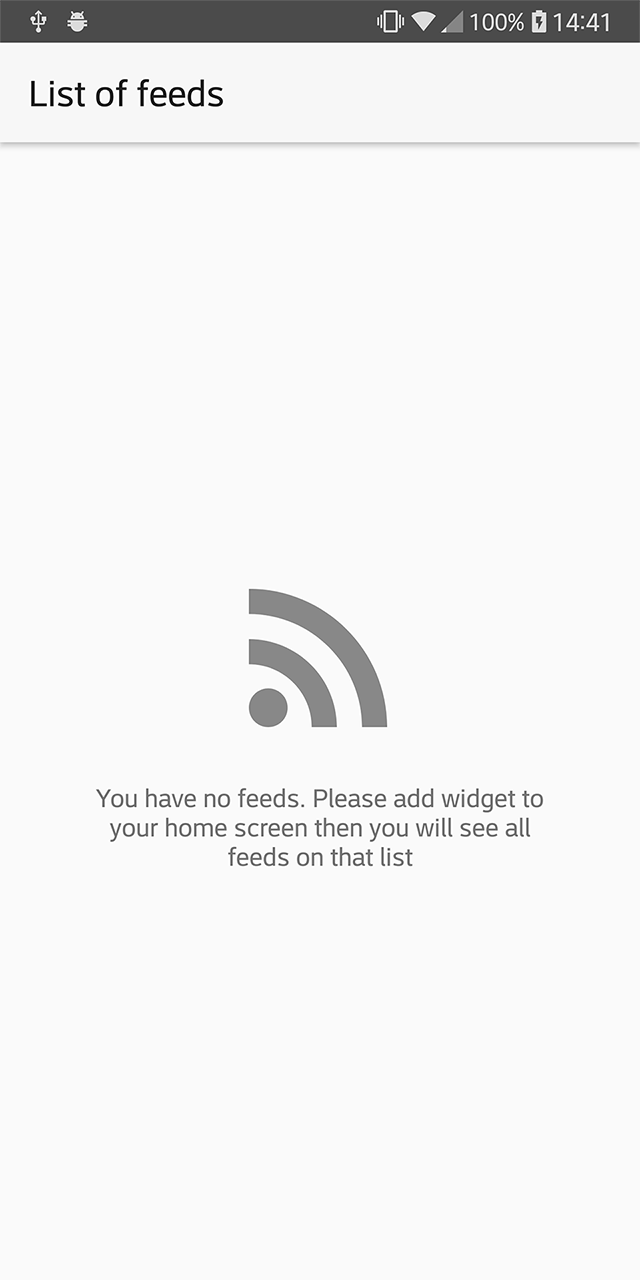 100% 14:41
List of feeds
You have no feeds. Please add widget to
your home screen then you will see all
feeds on that list